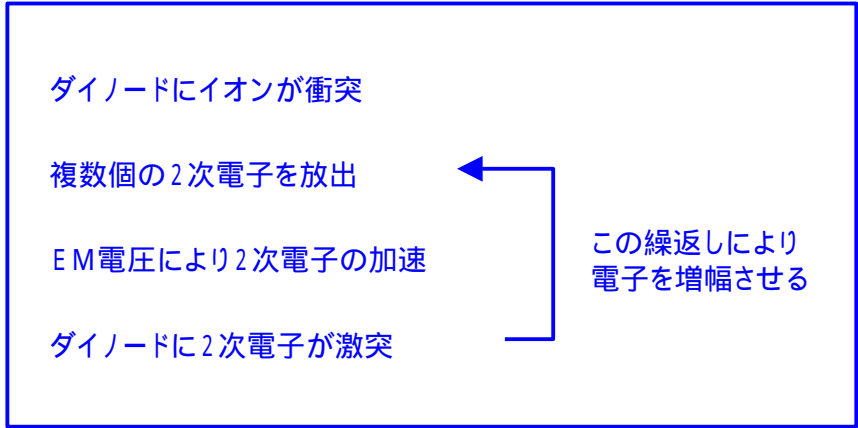 ダイノードにイオンが衝突
複数個の2次電子を放出
EM電圧により2次電子の加速
ダイノードに2次電子が激突
この繰返しにより
電子を増幅させる